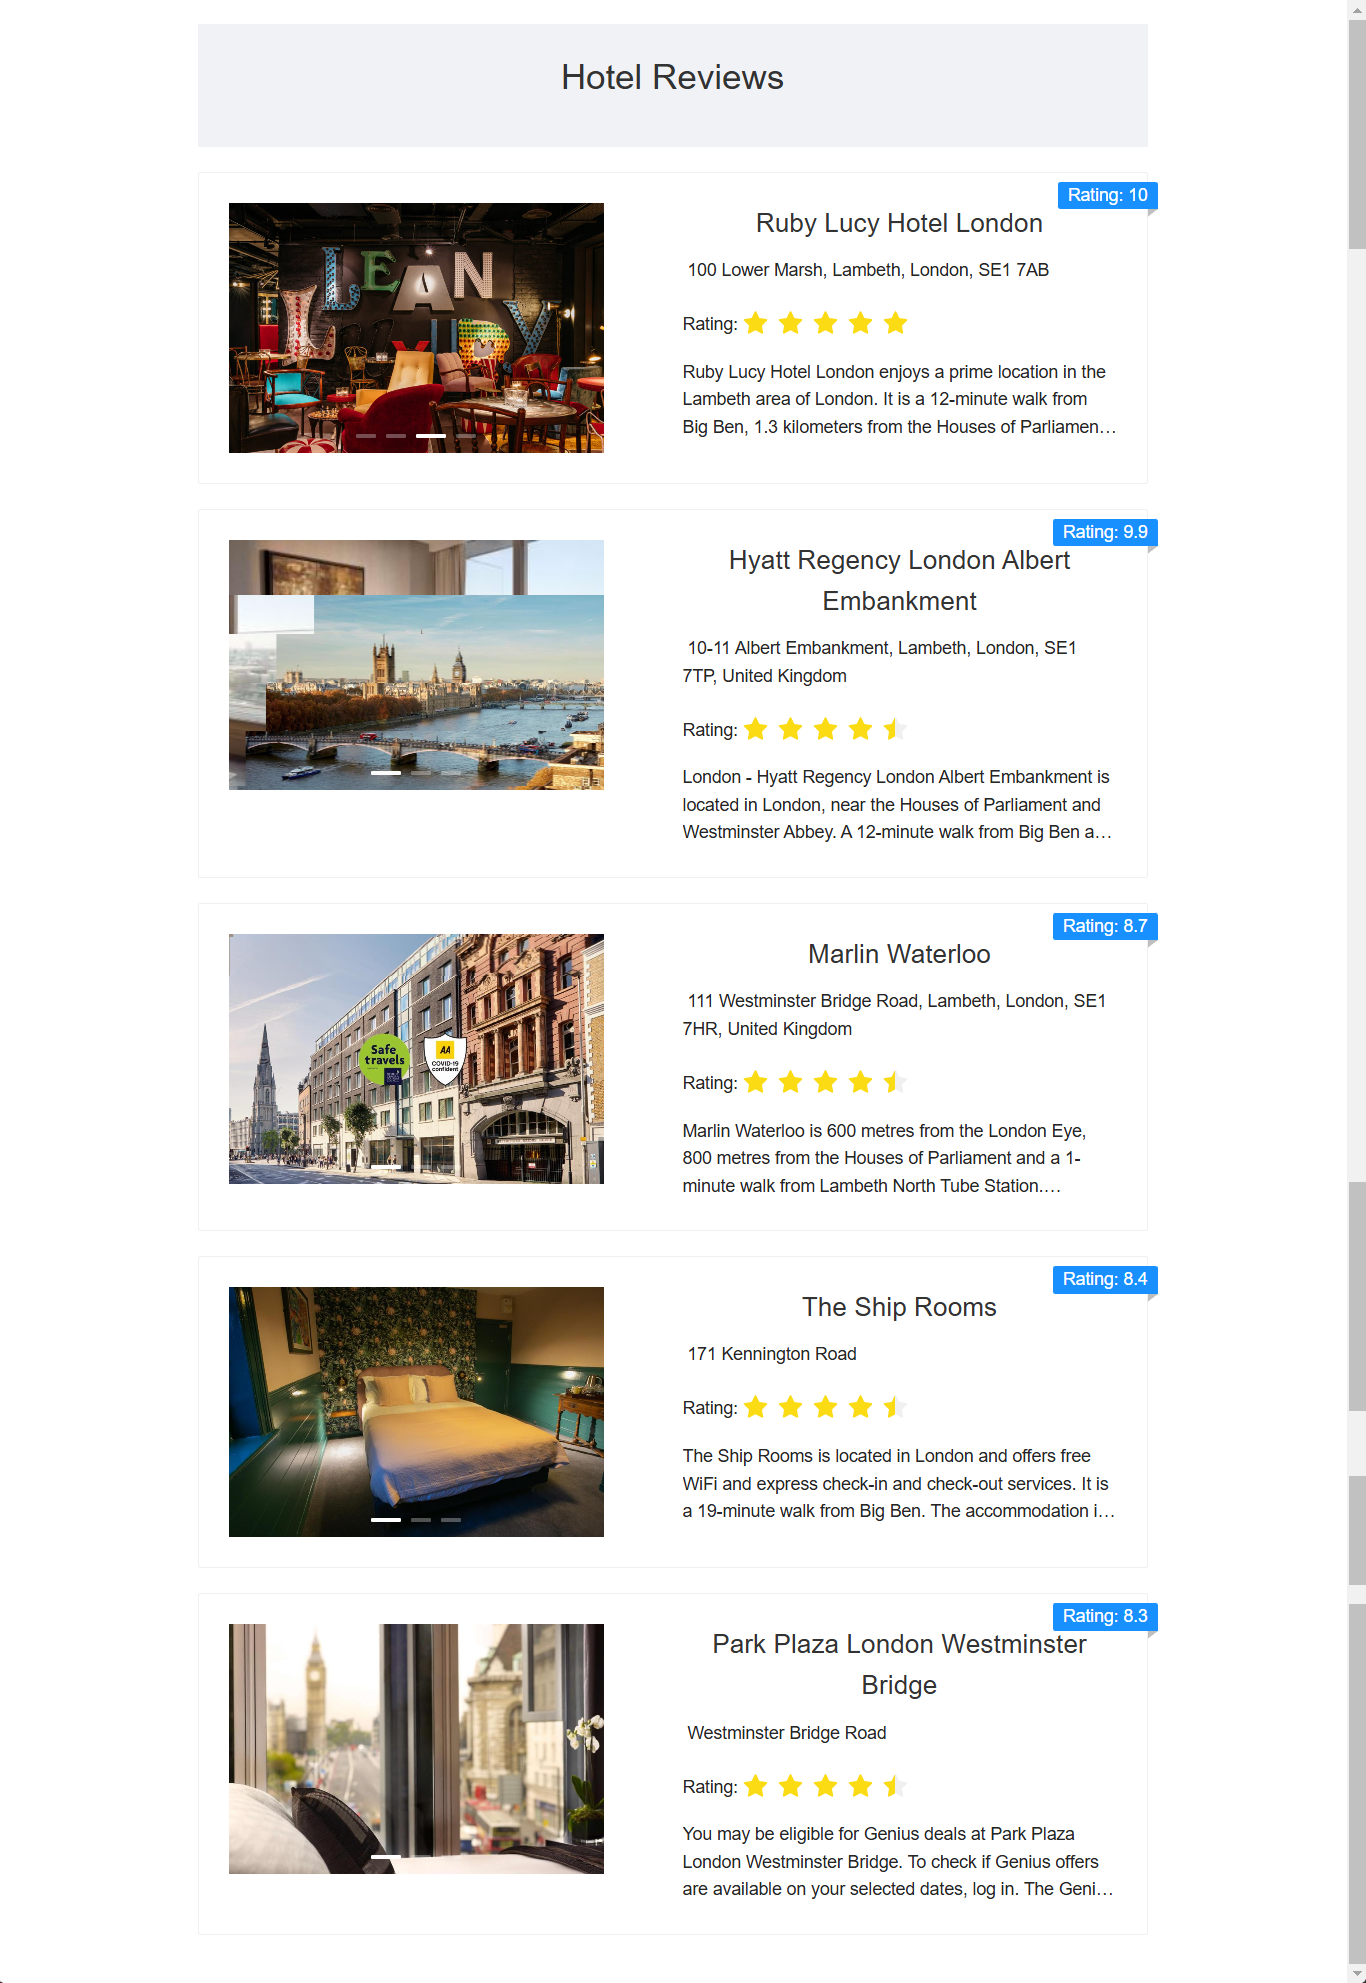 Hotel Reviews
Rating: 10
LEAN
Ruby Lucy Hotel London
100 Lower Marsh, Lambeth, London, SE1 7AB
Rating:
Ruby Lucy Hotel London enjoys a prime location in the
Lambeth area of London. It is a 12-minute walk from
Big Ben, 1.3 kilometers from the Houses of Parliamen…
Rating: 9.9
Hyatt Regency London Albert
Embankment
10-11 Albert Embankment, Lambeth, London, SE1
7TP, United Kingdom
Rating:
London - Hyatt Regency London Albert Embankment is
located in London, near the Houses of Parliament and
Westminster Abbey. A 12-minute walk from Big Ben a…
Rating: 8.7
Safe
travels
AA
COVID-19
confident
Marlin Waterloo
111 Westminster Bridge Road, Lambeth, London, SE1
7HR, United Kingdom
Rating:
Marlin Waterloo is 600 metres from the London Eye,
800 metres from the Houses of Parliament and a 1-
minute walk from Lambeth North Tube Station.…
Rating: 8.4
The Ship Rooms
171 Kennington Road
Rating:
The Ship Rooms is located in London and offers free
WiFi and express check-in and check-out services. It is
a 19-minute walk from Big Ben. The accommodation i…
Rating: 8.3
Park Plaza London Westminster
Bridge
Westminster Bridge Road
Rating:
You may be eligible for Genius deals at Park Plaza
London Westminster Bridge. To check if Genius offers
are available on your selected dates, log in. The Geni…